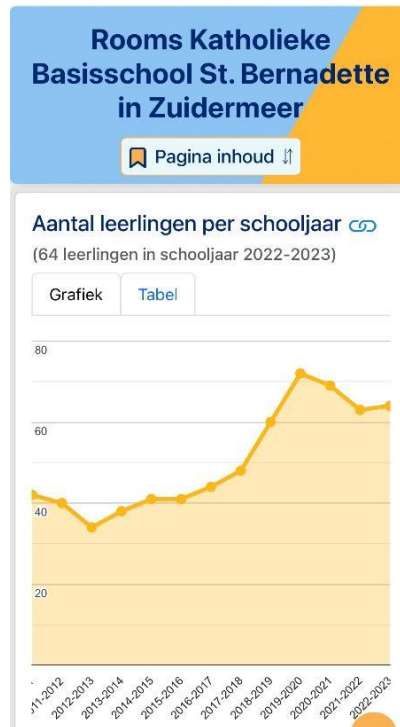 Rooms Katholieke
Basisschool St. Bernadette
in Zuidermeer
Pagina inhoud
Aantal leerlingen per schooljaar
(64 leerlingen in schooljaar 2022-2023)
Grafiek Tabel
80
60
40
20
2012-2013 2013-2014 2014-2015 2015-2016 2016-2017 2017-2018 2018-2019 2019-2020 2020-2021 2021-2022 2022-2023